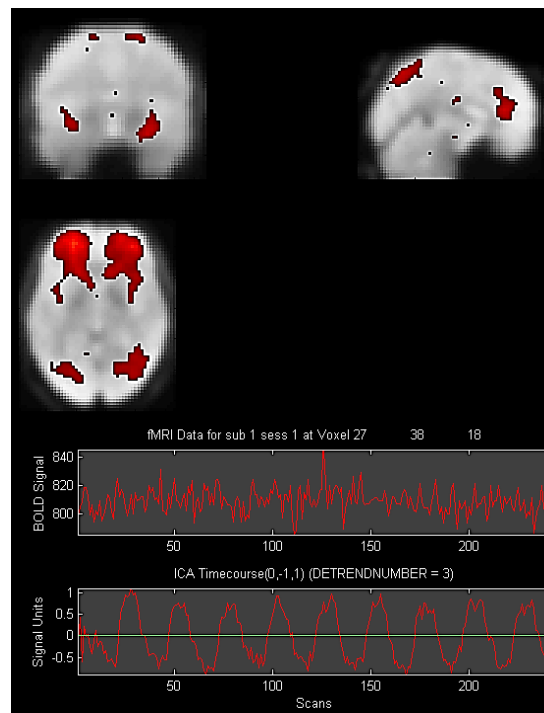 fMRI Data for sub 1 sess 1 at Voxel 27 38 18
840
820
800
BOLD Signal
50 100 150 200
ICA Timecourse(0,-1,1) (DETRENDNUMBER = 3)
1
0.5
0
-0.5
Signal Units
50 100 150 200
Scans